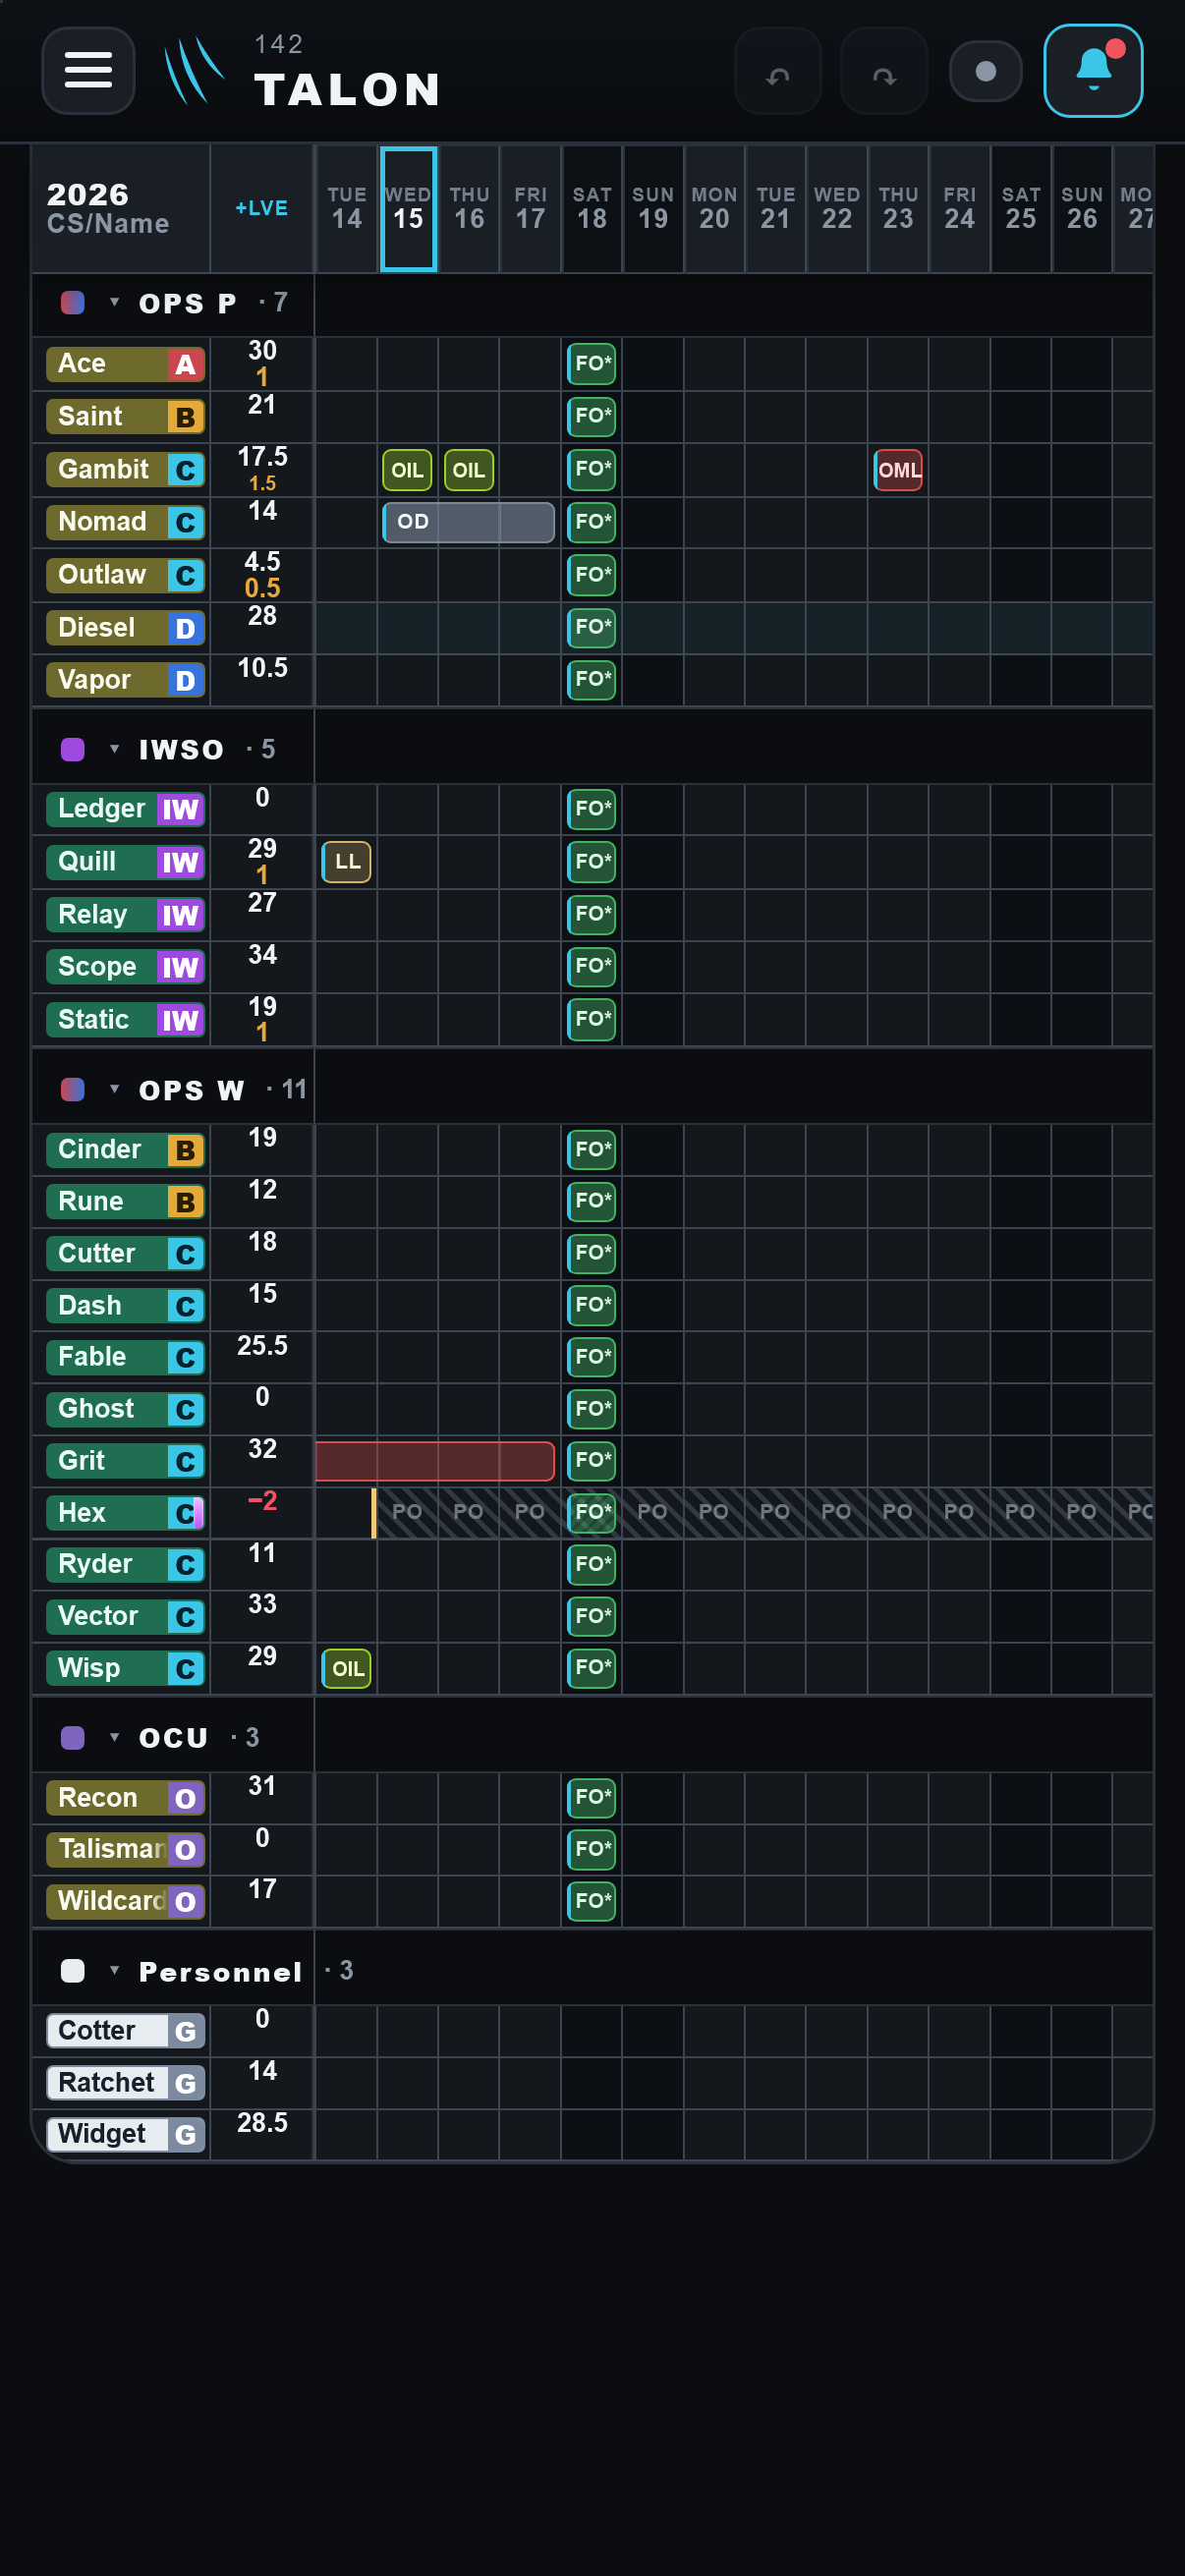 142
TALON
2026
CS/Name
+LVE
TUE 14 WED 15 THU 16 FRI 17 SAT 18 SUN 19 MON 20 TUE 21 WED 22 THU 23 FRI 24 SAT 25 SUN 26 MO 27
OPS P · 7
Ace A 30 1 FO*
Saint B 21 FO*
Gambit C 17.5 1.5 OIL OIL FO* OML
Nomad C 14 OD FO*
Outlaw C 4.5 0.5 FO*
Diesel D 28 FO*
Vapor D 10.5 FO*
IWSO · 5
Ledger IW 0 FO*
Quill IW 29 1 LL FO*
Relay IW 27 FO*
Scope IW 34 FO*
Static IW 19 1 FO*
OPS W · 11
Cinder B 19 FO*
Rune B 12 FO*
Cutter C 18 FO*
Dash C 15 FO*
Fable C 25.5 FO*
Ghost C 0 FO*
Grit C 32 FO*
Hex C −2 PO PO PO FO* PO PO PO PO PO PO PO PO PO
Ryder C 11 FO*
Vector C 33 FO*
Wisp C 29 OIL FO*
OCU · 3
Recon O 31 FO*
Talisman O 0 FO*
Wildcard O 17 FO*
Personnel · 3
Cotter G 0
Ratchet G 14
Widget G 28.5